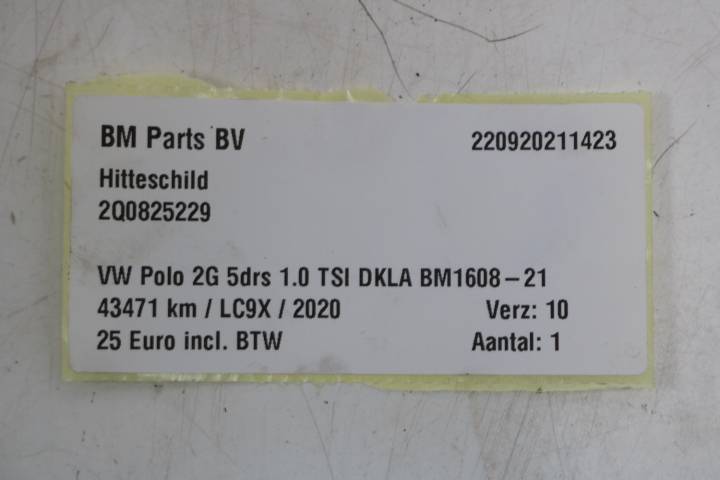 BM Parts BV 220920211423
Hitteschild
2Q0825229
VW Polo 2G 5drs 1.0 TSI DKLA BM1608-21
43471 km / LC9X / 2020 Verz: 10
25 Euro incl. BTW Aantal: 1